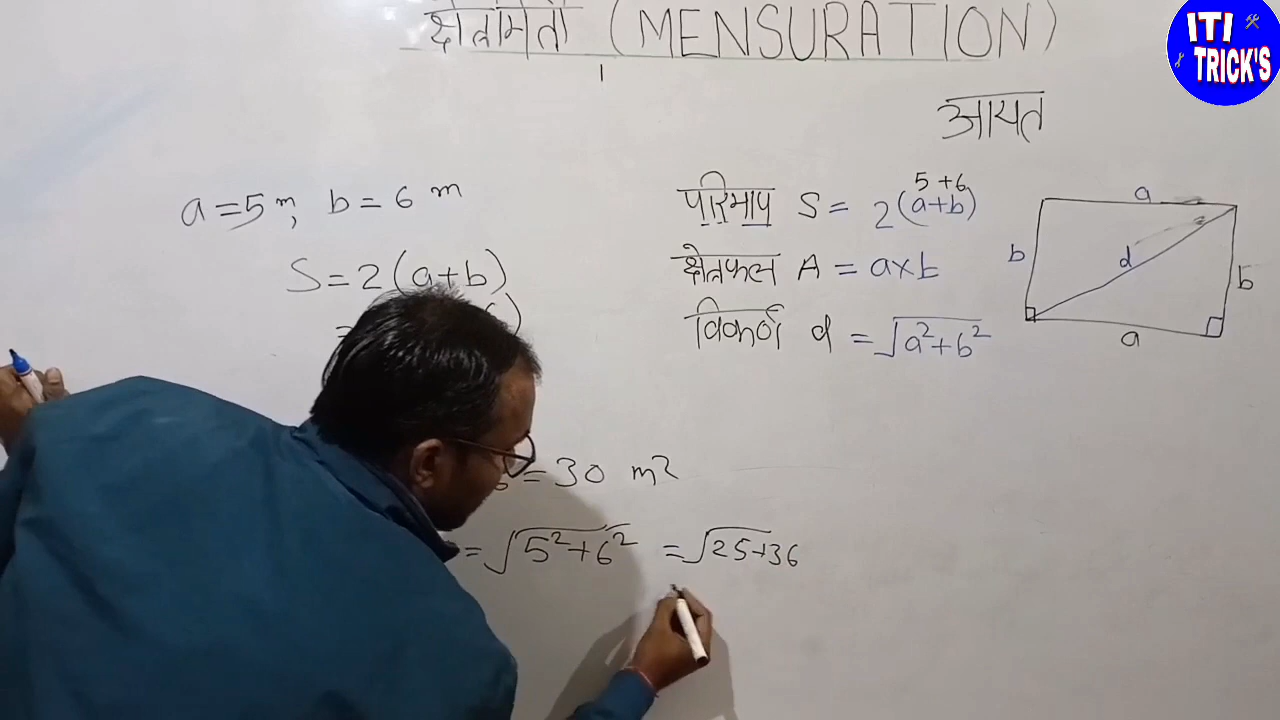 क्षेत्रमिती (MENSURATION)
ITI
TRICK'S
आयत
a = 5 m, b = 6 m
S = 2(a+b)
परिमाप S = 2(a+b)
5+6
क्षेत्रफल A = a×b
विकर्ण d = √a²+b²
a
b
d
b
a
= 30 m²
= √5²+6² = √25+36